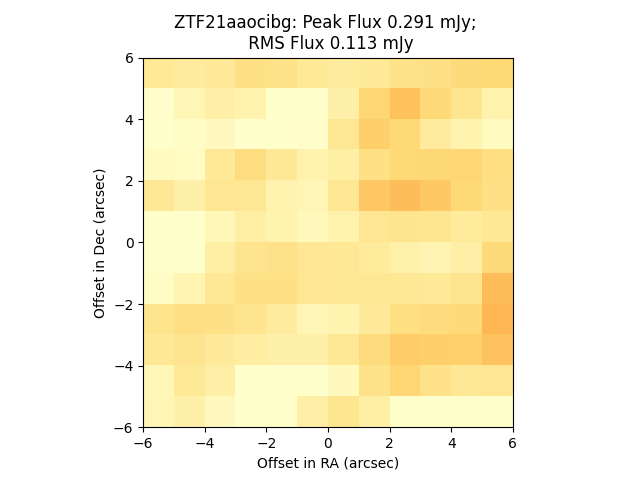 ZTF21aaocibg: Peak Flux 0.291 mJy;
RMS Flux 0.113 mJy
6
4
2
0
−2
−4
−6
Offset in Dec (arcsec)
−6 −4 −2 0 2 4 6
Offset in RA (arcsec)